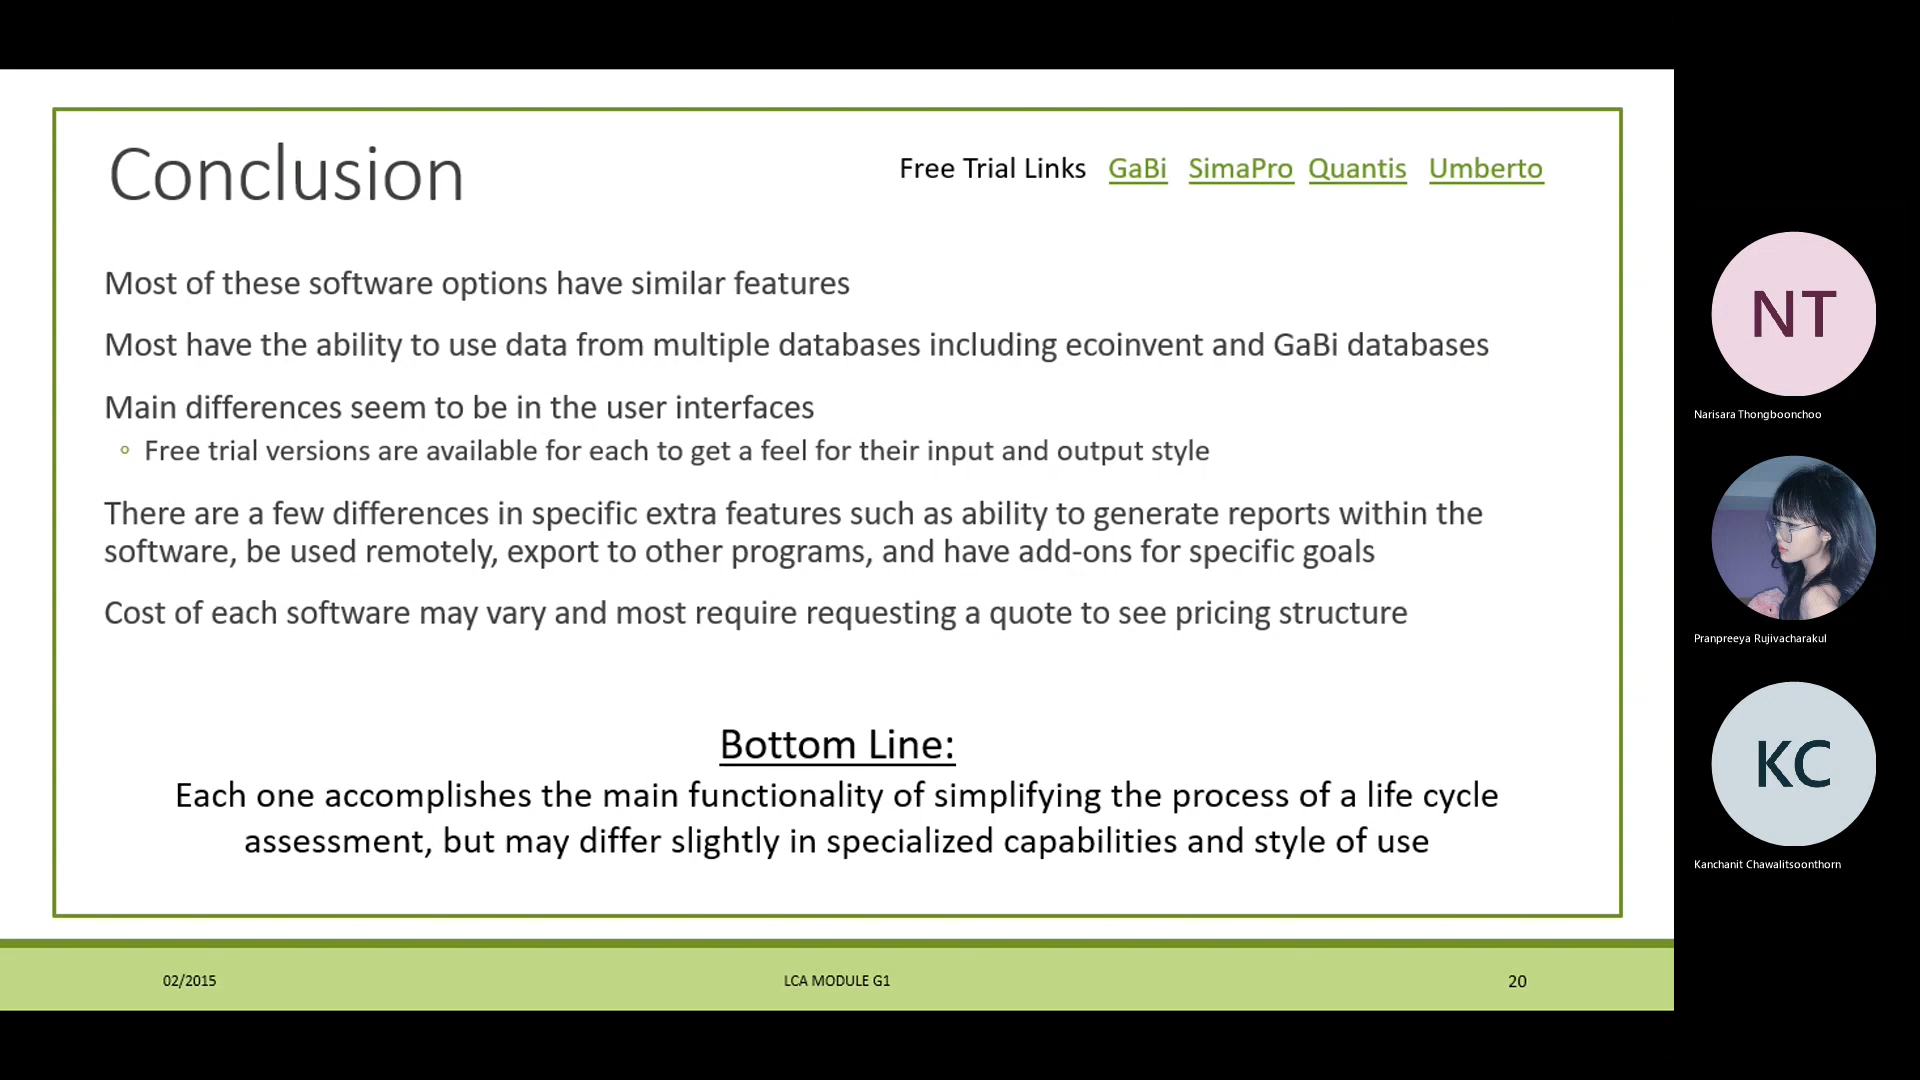 Conclusion
Free Trial Links GaBi SimaPro Quantis Umberto
Most of these software options have similar features
Most have the ability to use data from multiple databases including ecoinvent and GaBi databases
Main differences seem to be in the user interfaces
◦ Free trial versions are available for each to get a feel for their input and output style
There are a few differences in specific extra features such as ability to generate reports within the
software, be used remotely, export to other programs, and have add-ons for specific goals
Cost of each software may vary and most require requesting a quote to see pricing structure
Bottom Line:
Each one accomplishes the main functionality of simplifying the process of a life cycle
assessment, but may differ slightly in specialized capabilities and style of use
02/2015
LCA MODULE G1
20
NT
Narisara Thongboonchoo
Pranpreeya Rujivacharakul
KC
Kanchanit Chawalitsoonthorn